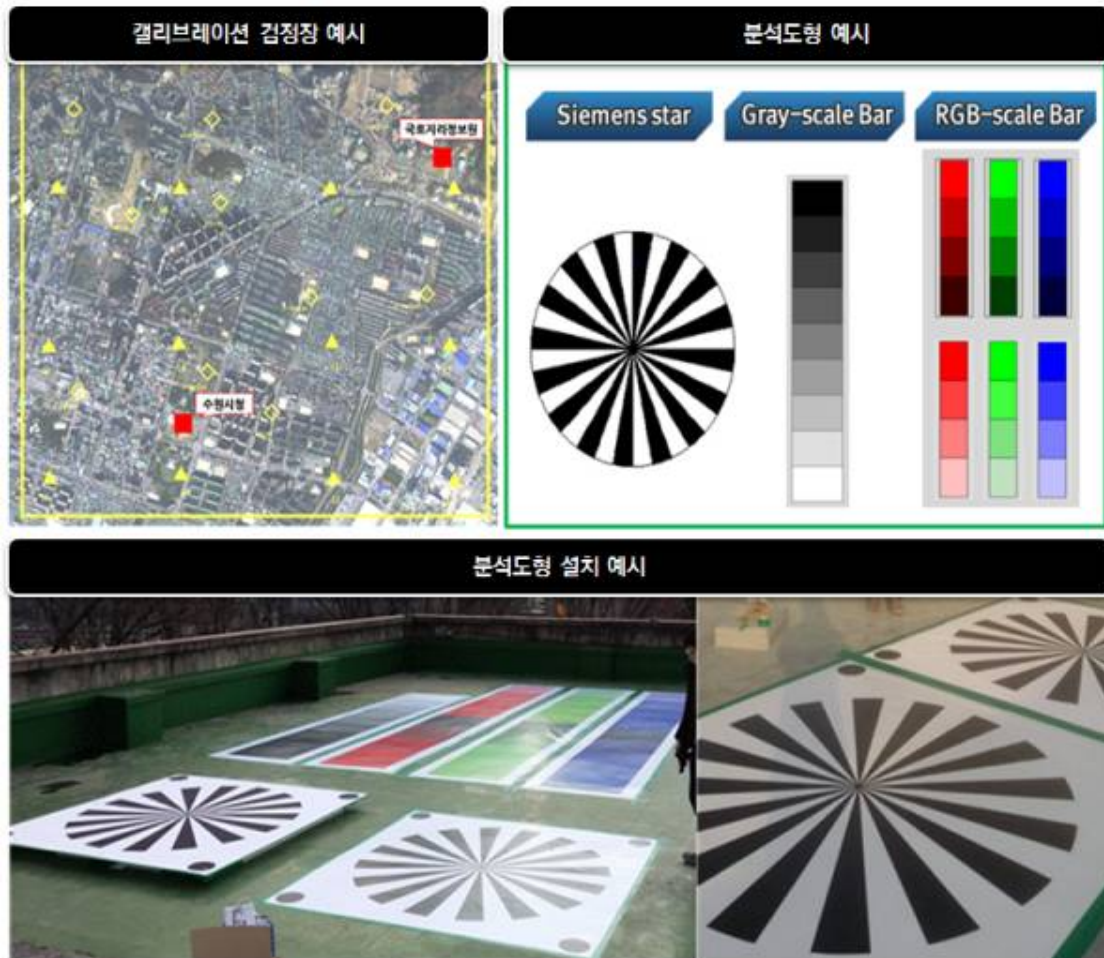 캘리브레이션 검정장 예시
분석도형 예시
국토지리정보원
수원시청
Siemens star
Gray-scale Bar
RGB-scale Bar
분석도형 설치 예시